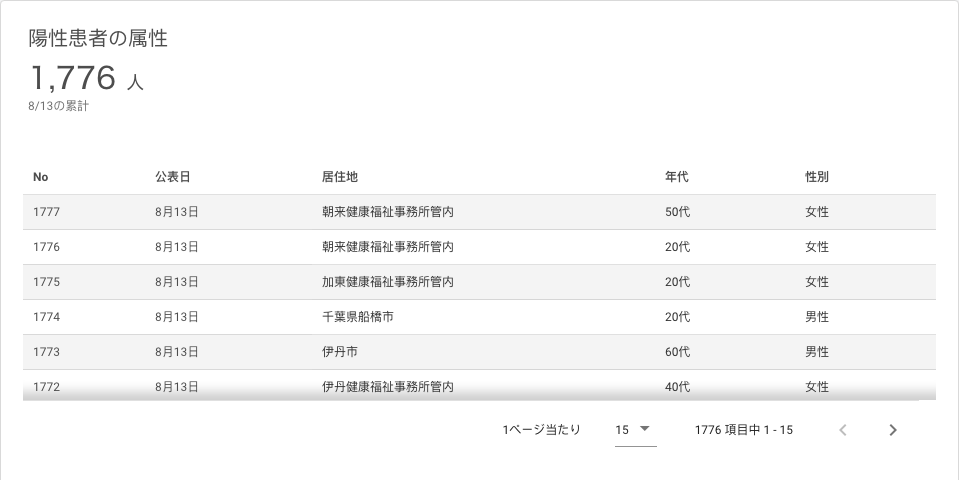 陽性患者の属性
1,776 人
8/13の累計
No 公表日 居住地 年代 性別
1777 8月13日 朝来健康福祉事務所管内 50代 女性
1776 8月13日 朝来健康福祉事務所管内 20代 女性
1775 8月13日 加東健康福祉事務所管内 20代 女性
1774 8月13日 千葉県船橋市 20代 男性
1773 8月13日 伊丹市 60代 男性
1772 8月13日 伊丹健康福祉事務所管内 40代 女性
1ページ当たり 15 1776 項目中 1 - 15